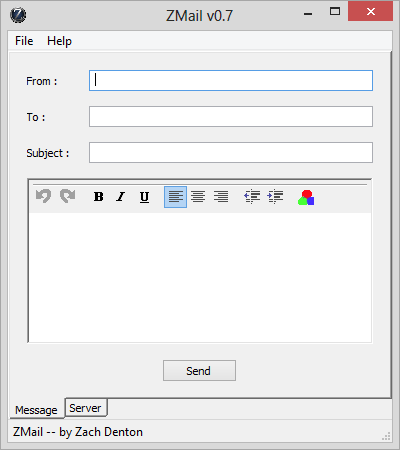 ZMail v0.7
File Help
From :
To :
Subject :
B I U
Send
Message Server
ZMail -- by Zach Denton